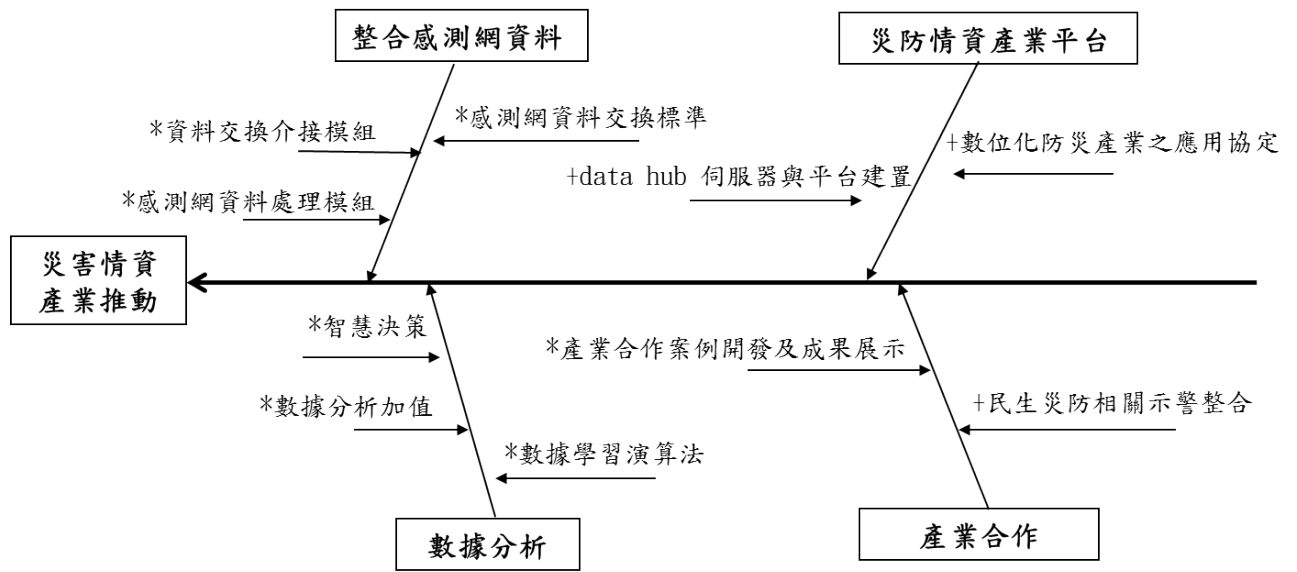 整合感測網資料
災防情資產業平台
*感測網資料交換標準
*資料交換介接模組
+數位化防災產業之應用協定
+data hub 伺服器與平台建置
*感測網資料處理模組
災害情資
產業推動
*智慧決策
*產業合作案例開發及成果展示
*數據分析加值
+民生災防相關示警整合
*數據學習演算法
數據分析
產業合作